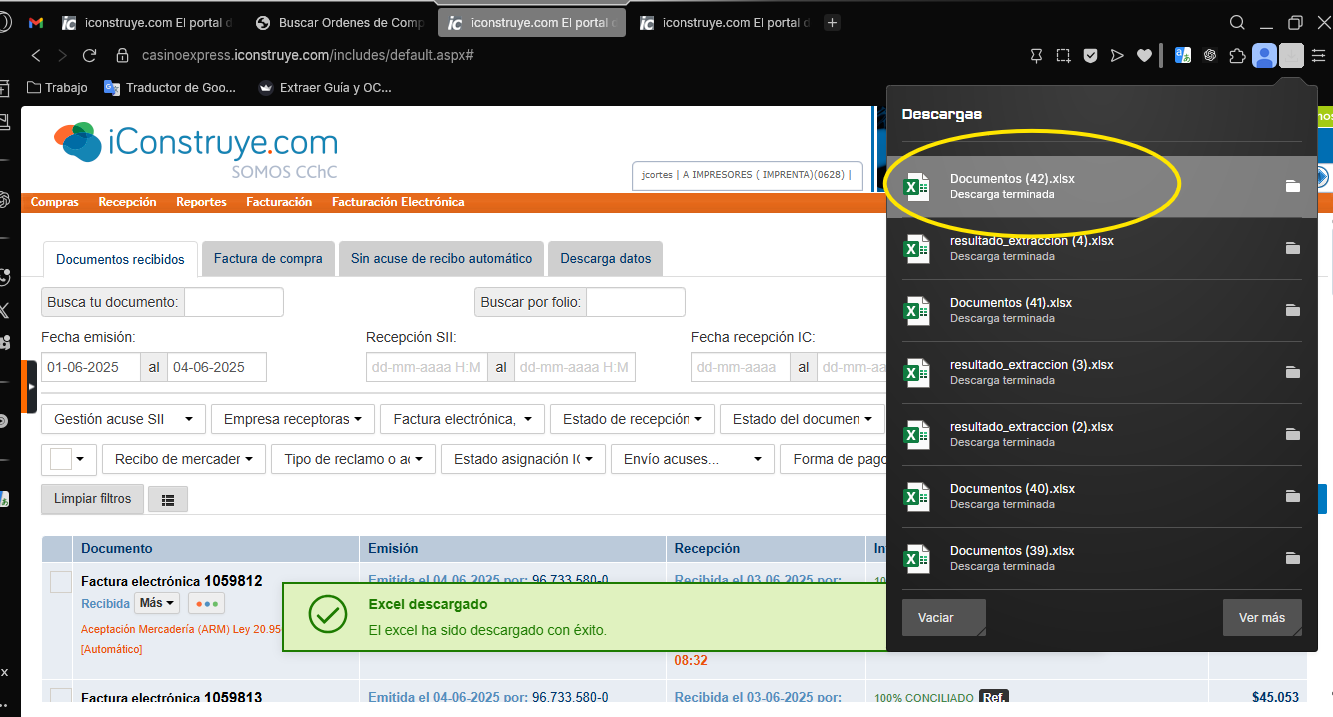 iconstruye.com El portal d
Buscar Ordenes de Comp
iconstruye.com El portal d
iconstruye.com El portal d
casinoexpress.iconstruye.com/includes/default.aspx#
Trabajo
Traductor de Goo...
Extraer Guía y OC...
Descargas
iConstruye.com
SOMOS CChC
jcortes | A IMPRESORES ( IMPRENTA)(0628) |
Documentos (42).xlsx
Descarga terminada
Compras Recepción Reportes Facturación Facturación Electrónica
resultado_extraccion (4).xlsx
Descarga terminada
Documentos recibidos
Factura de compra
Sin acuse de recibo automático
Descarga datos
Busca tu documento:
Buscar por folio:
Documentos (41).xlsx
Descarga terminada
Fecha emisión:
Recepción SII:
Fecha recepción IC:
01-06-2025 al 04-06-2025
dd-mm-aaaa H:M al dd-mm-aaaa H:M
dd-mm-aaaa al dd-mm-aa
resultado_extraccion (3).xlsx
Descarga terminada
Gestión acuse SII
Empresa receptoras
Factura electrónica,
Estado de recepción
Estado del documen
resultado_extraccion (2).xlsx
Descarga terminada
Recibo de mercader
Tipo de reclamo o a
Estado asignación I
Envío acuses...
Forma de pago
Limpiar filtros
Documentos (40).xlsx
Descarga terminada
Documento
Emisión
Recepción
In
Documentos (39).xlsx
Descarga terminada
Factura electrónica 1059812
Emitida el 04-06-2025 por: 96.733.580-0
Recibida el 03-06-2025 por:
Recibida
Más
Aceptación Mercadería (ARM) Ley 20.95
[Automático]
Excel descargado
El excel ha sido descargado con éxito.
08:32
Vaciar
Ver más
Factura electrónica 1059813
Emitida el 04-06-2025 por: 96.733.580-0
Recibida el 03-06-2025 por:
100% CONCILIADO Ref.
$45.053